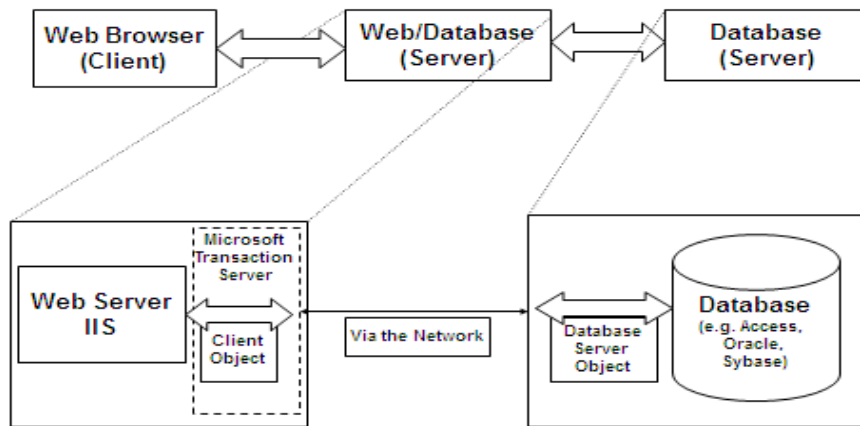 Web Browser
(Client)
Web/Database
(Server)
Database
(Server)
Microsoft
Transaction
Server
Web Server
IIS
Client
Object
Via the Network
Database
Server
Object
Database
(e.g. Access,
Oracle,
Sybase)